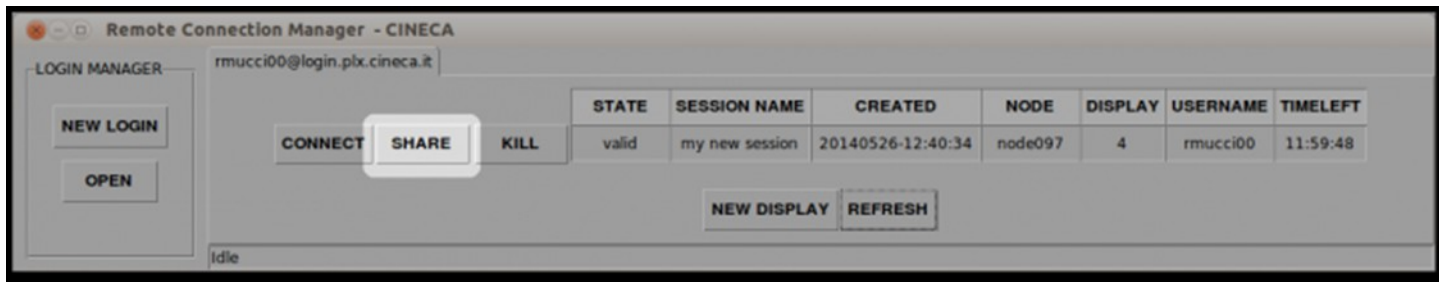 Remote Connection Manager - CINECA
LOGIN MANAGER
NEW LOGIN
OPEN
rmucci00@login.plx.cineca.it
STATE SESSION NAME CREATED NODE DISPLAY USERNAME TIMELEFT
CONNECT SHARE KILL valid my new session 20140526-12:40:34 node097 4 rmucci00 11:59:48
NEW DISPLAY REFRESH
Idle